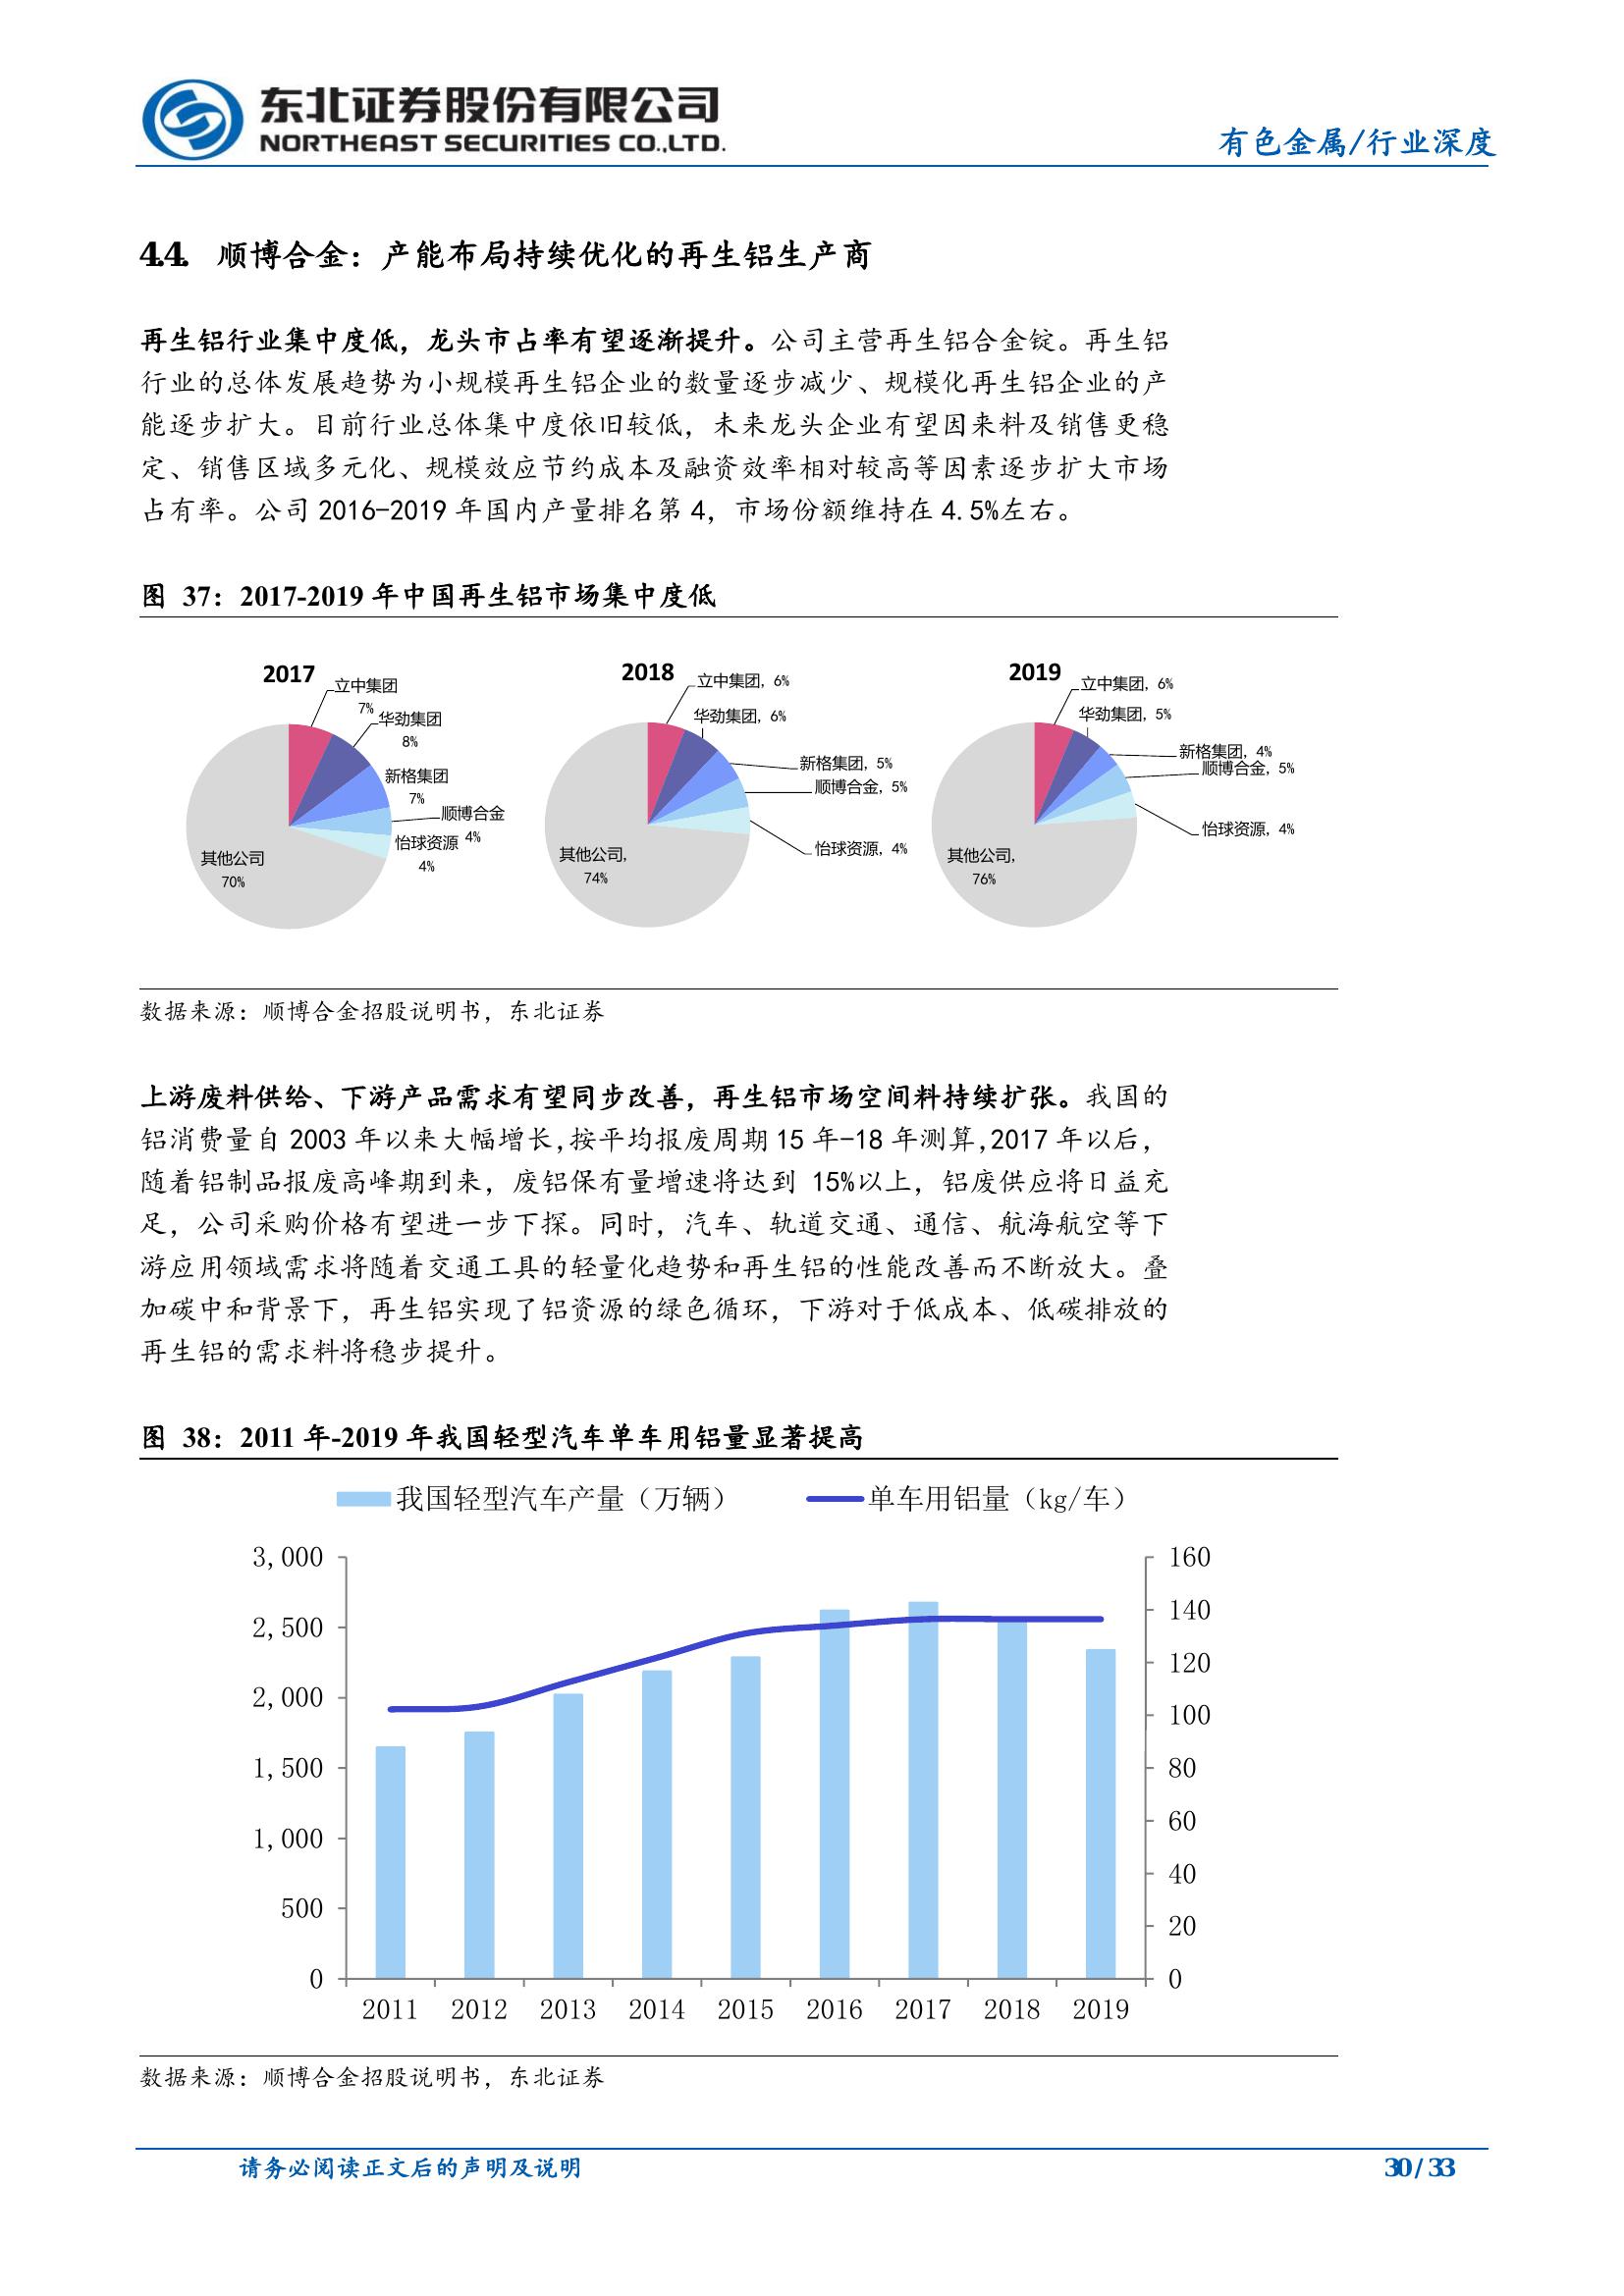 东北证券股份有限公司
NORTHEAST SECURITIES CO.,LTD.
有色金属/行业深度
4.4. 顺博合金：产能布局持续优化的再生铝生产商
再生铝行业集中度低，龙头市占率有望逐渐提升。公司主营再生铝合金锭。再生铝
行业的总体发展趋势为小规模再生铝企业的数量逐步减少、规模化再生铝企业的产
能逐步扩大。目前行业总体集中度依旧较低，未来龙头企业有望因来料及销售更稳
定、销售区域多元化、规模效应节约成本及融资效率相对较高等因素逐步扩大市场
占有率。公司 2016-2019 年国内产量排名第 4，市场份额维持在 4.5%左右。
图 37：2017-2019 年中国再生铝市场集中度低
2017
立中集团
7%
华劲集团
8%
新格集团
7%
顺博合金
4%
怡球资源
4%
其他公司
70%
2018
立中集团, 6%
华劲集团, 6%
新格集团, 5%
顺博合金, 5%
怡球资源, 4%
其他公司,
74%
2019
立中集团, 6%
华劲集团, 5%
新格集团, 4%
顺博合金, 5%
怡球资源, 4%
其他公司,
76%
数据来源：顺博合金招股说明书，东北证券
上游废料供给、下游产品需求有望同步改善，再生铝市场空间料持续扩张。我国的
铝消费量自 2003 年以来大幅增长,按平均报废周期 15 年-18 年测算,2017 年以后，
随着铝制品报废高峰期到来，废铝保有量增速将达到 15%以上，铝废供应将日益充
足，公司采购价格有望进一步下探。同时，汽车、轨道交通、通信、航海航空等下
游应用领域需求将随着交通工具的轻量化趋势和再生铝的性能改善而不断放大。叠
加碳中和背景下，再生铝实现了铝资源的绿色循环，下游对于低成本、低碳排放的
再生铝的需求料将稳步提升。
图 38：2011 年-2019 年我国轻型汽车单车用铝量显著提高
我国轻型汽车产量（万辆） 单车用铝量（kg/车）
3,000
2,500
2,000
1,500
1,000
500
0
160
140
120
100
80
60
40
20
0
2011 2012 2013 2014 2015 2016 2017 2018 2019
数据来源：顺博合金招股说明书，东北证券
请务必阅读正文后的声明及说明
30 / 33